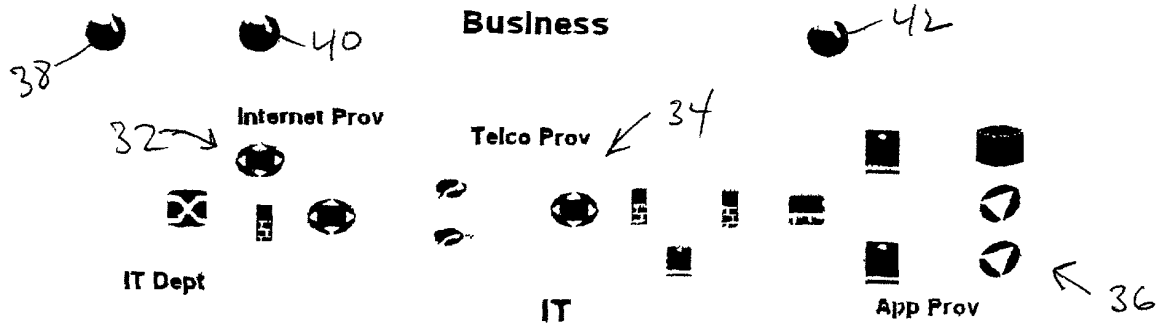 Business
38
40
42
Internet Prov
32
Telco Prov
34
IT Dept
IT
App Prov
36